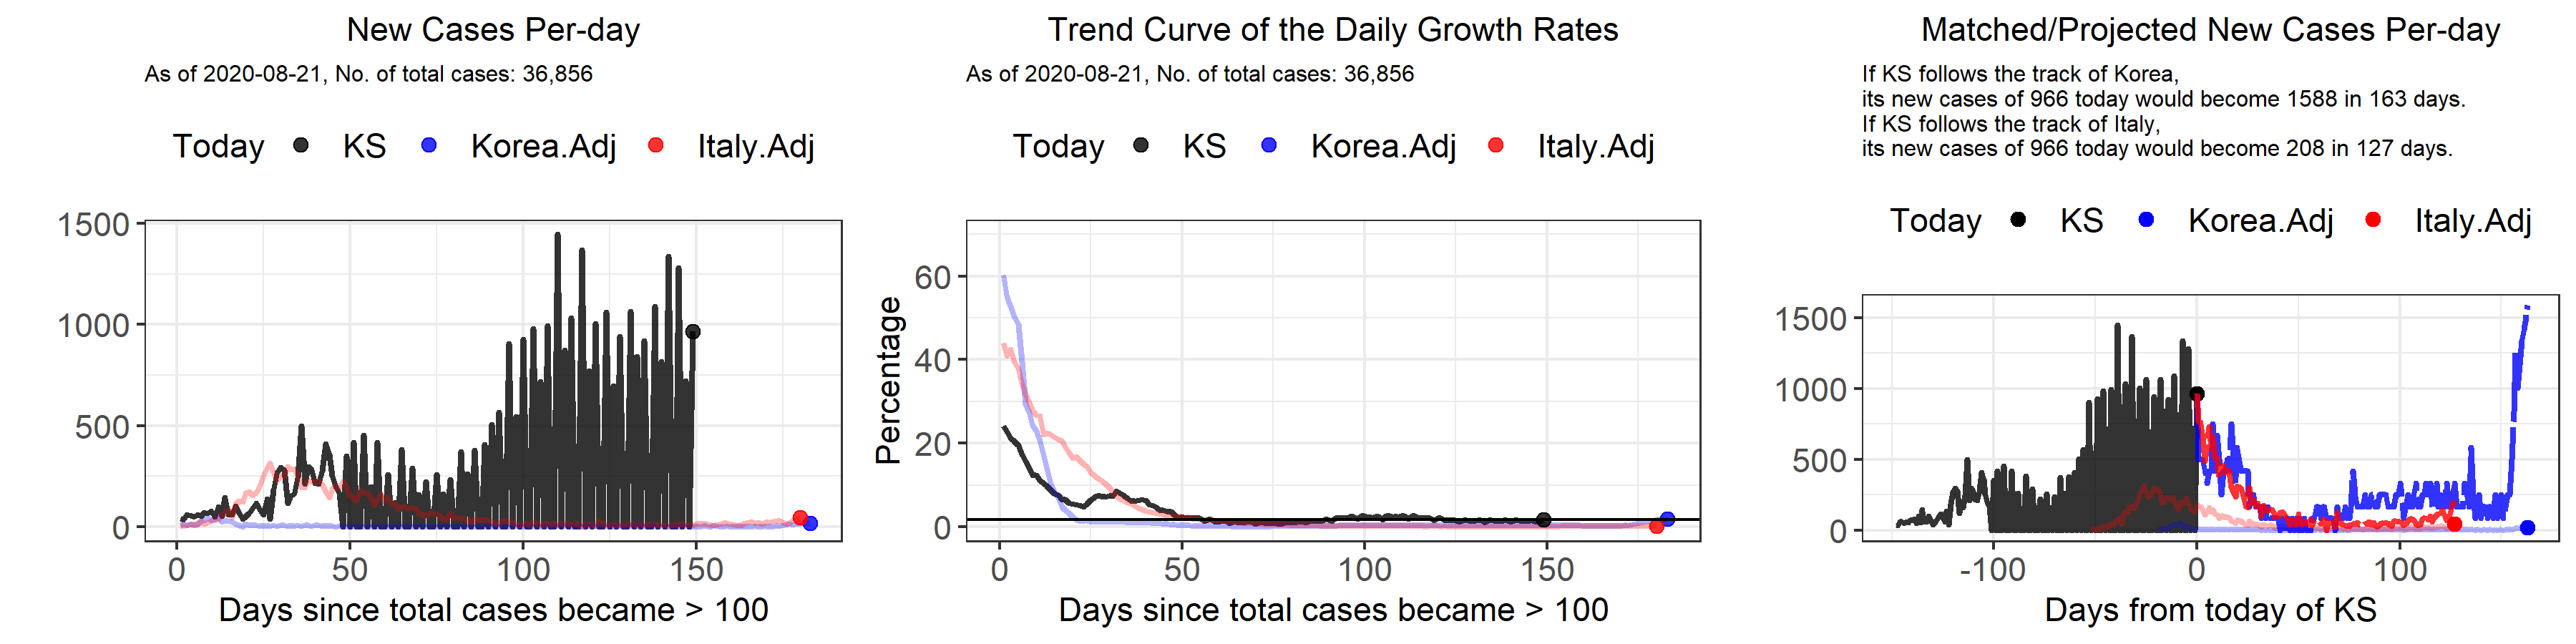 New Cases Per-day
As of 2020-08-21, No. of total cases: 36,856
Today KS Korea.Adj Italy.Adj
1500
1000
500
0
0 50 100 150
Days since total cases became > 100
Trend Curve of the Daily Growth Rates
As of 2020-08-21, No. of total cases: 36,856
Today KS Korea.Adj Italy.Adj
Percentage
60
40
20
0
0 50 100 150
Days since total cases became > 100
Matched/Projected New Cases Per-day
If KS follows the track of Korea,
its new cases of 966 today would become 1588 in 163 days.
If KS follows the track of Italy,
its new cases of 966 today would become 208 in 127 days.
Today KS Korea.Adj Italy.Adj
1500
1000
500
0
-100 0 100
Days from today of KS